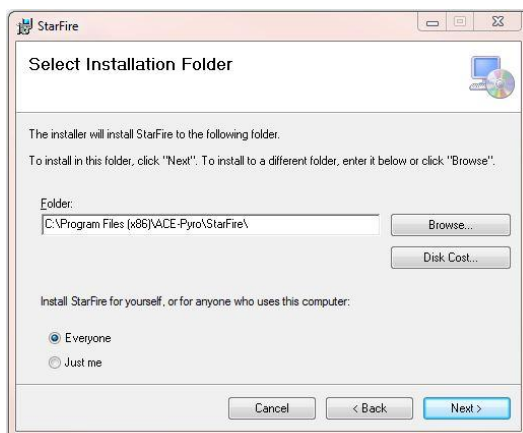 StarFire
Select Installation Folder
The installer will install StarFire to the following folder.
To install in this folder, click "Next". To install to a different folder, enter it below or click "Browse".
Folder:
C:\Program Files (x86)\ACE-Pyro\StarFire\
Browse...
Disk Cost...
Install StarFire for yourself, or for anyone who uses this computer:
Everyone
Just me
Cancel
< Back
Next >